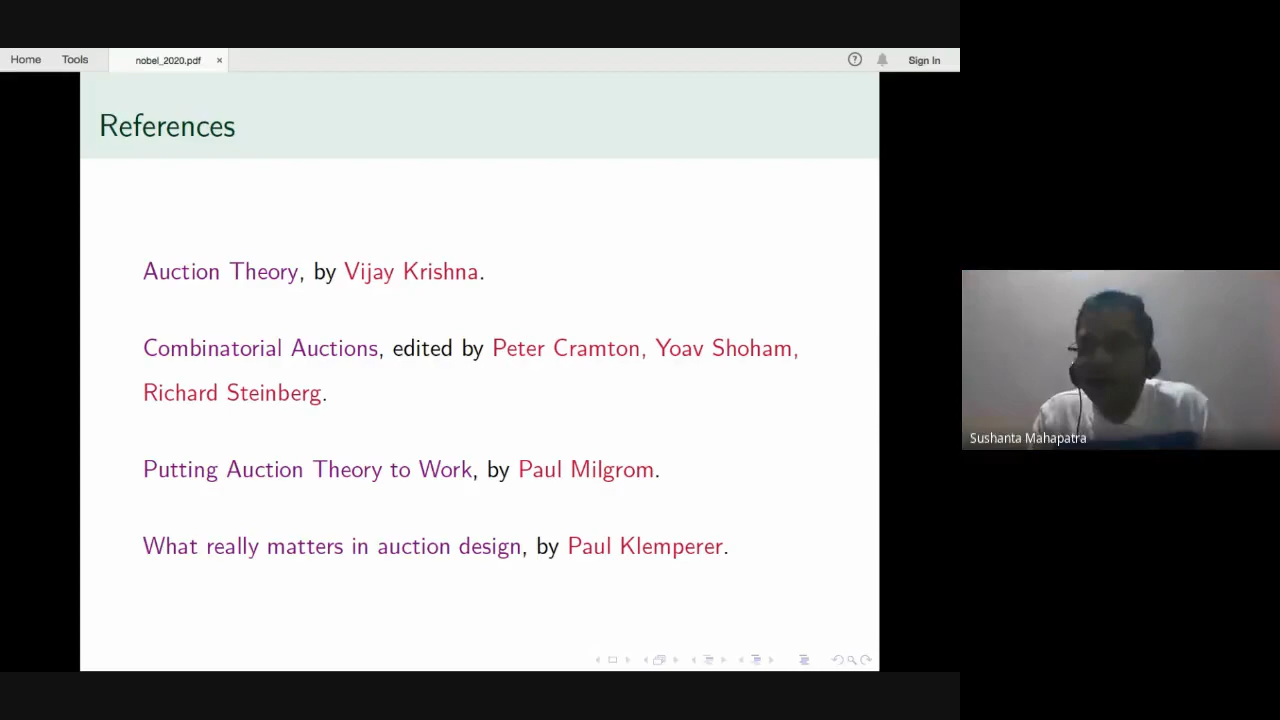 Home Tools nobel_2020.pdf × ? Sign In
References
Auction Theory, by Vijay Krishna.
Combinatorial Auctions, edited by Peter Cramton, Yoav Shoham,
Richard Steinberg.
Putting Auction Theory to Work, by Paul Milgrom.
What really matters in auction design, by Paul Klemperer.
Sushanta Mahapatra